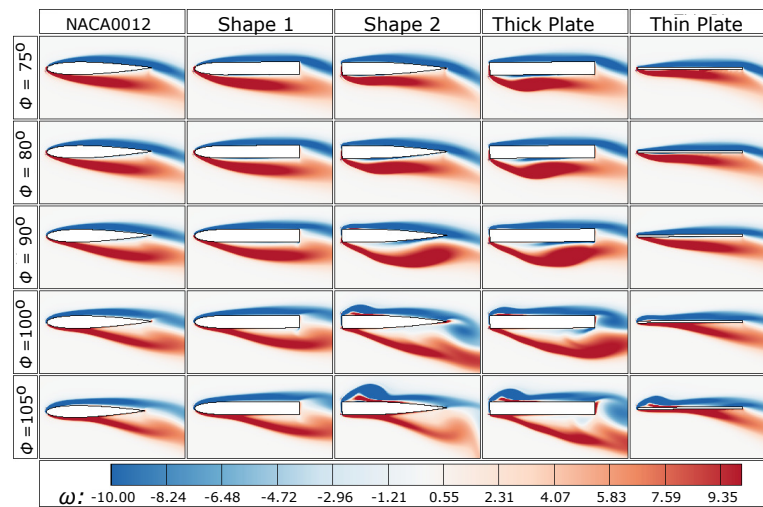 NACA0012 Shape 1 Shape 2 Thick Plate Thin Plate
Φ = 75°
Φ = 80°
Φ = 90°
Φ = 100°
Φ = 105°
ω: -10.00 -8.24 -6.48 -4.72 -2.96 -1.21 0.55 2.31 4.07 5.83 7.59 9.35